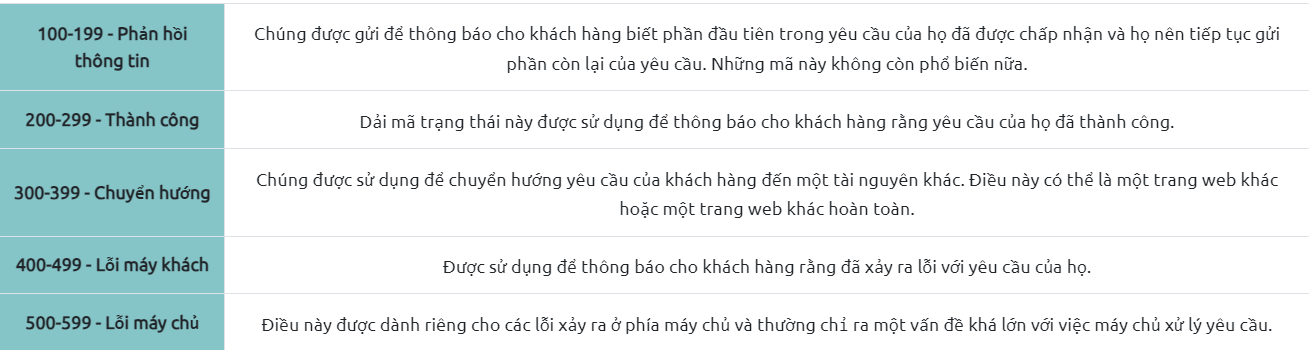 100-199 - Phản hồi
thông tin
Chúng được gửi để thông báo cho khách hàng biết phần đầu tiên trong yêu cầu của họ đã được chấp nhận và họ nên tiếp tục gửi
phần còn lại của yêu cầu. Những mã này không còn phổ biến nữa.
200-299 - Thành công
Dải mã trạng thái này được sử dụng để thông báo cho khách hàng rằng yêu cầu của họ đã thành công.
300-399 - Chuyển hướng
Chúng được sử dụng để chuyển hướng yêu cầu của khách hàng đến một tài nguyên khác. Điều này có thể là một trang web khác
hoặc một trang web khác hoàn toàn.
400-499 - Lỗi máy khách
Được sử dụng để thông báo cho khách hàng rằng đã xảy ra lỗi với yêu cầu của họ.
500-599 - Lỗi máy chủ
Điều này được dành riêng cho các lỗi xảy ra ở phía máy chủ và thường chỉ ra một vấn đề khá lớn với việc máy chủ xử lý yêu cầu.